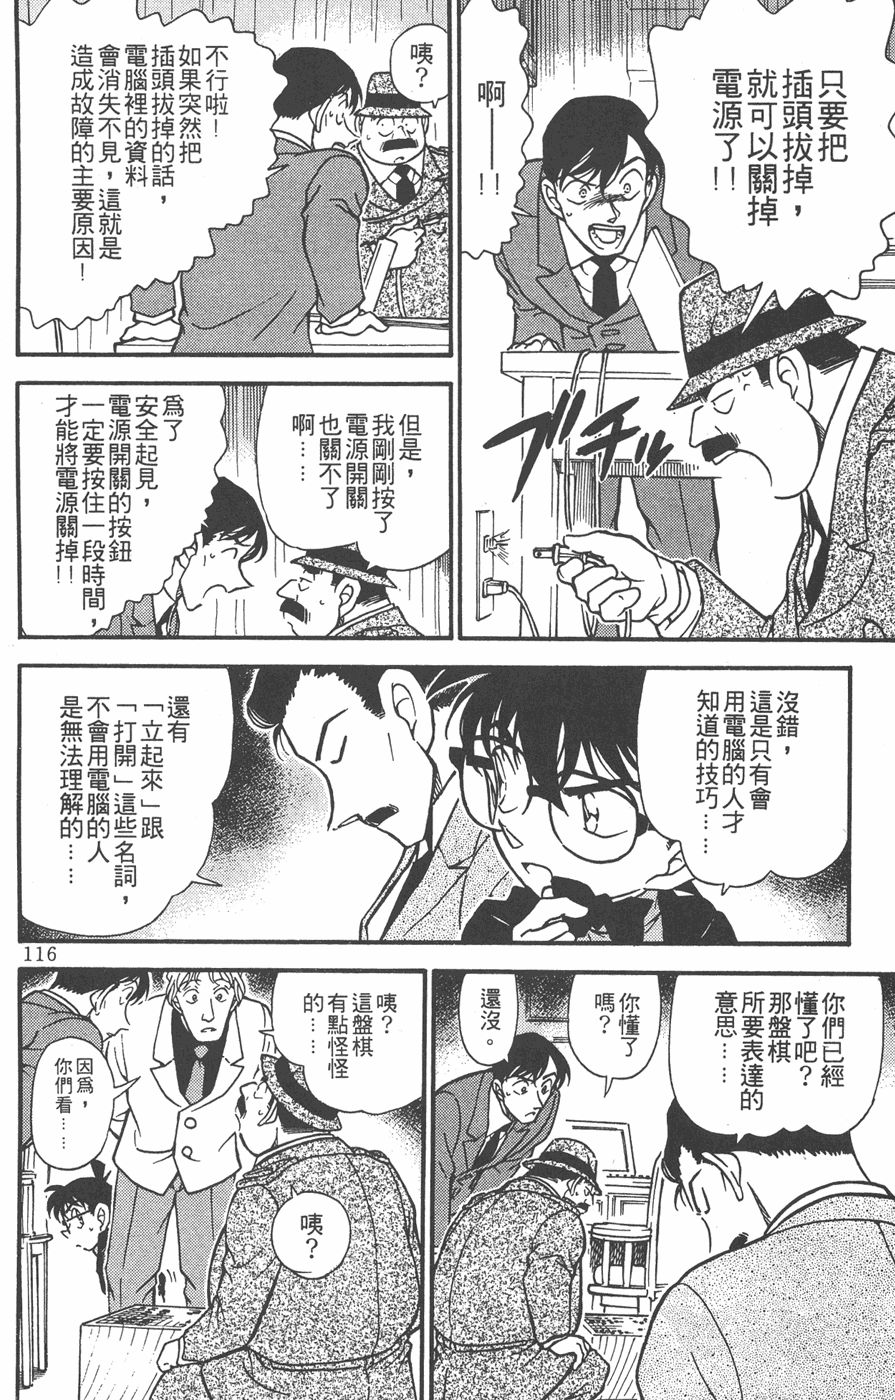 只要把
插頭拔掉，
就可以關掉
電源了!!
啊——!!
ブチッ
咦？
不行啦！
如果突然把
插頭拔掉的話，
電腦裡的資料
會消失不見，這就是
造成故障的主要原因！
但是，
我剛剛按了
電源開關
也關不了
啊……
為了
安全起見，
電源開關的按鈕
一定要按住一段時間，
才能將電源關掉!!
沒錯，
這是只有會
用電腦的人才
知道的技巧……
還有
「立起來」跟
「打開」這些名詞，
不會用電腦的人
是無法理解的……
116
你們已經
懂了吧？
那盤棋
所要表達的
意思……
你懂了
嗎？
還沒。
咦？
這盤棋
有點怪怪
的……
咦？
因為，
你們看……